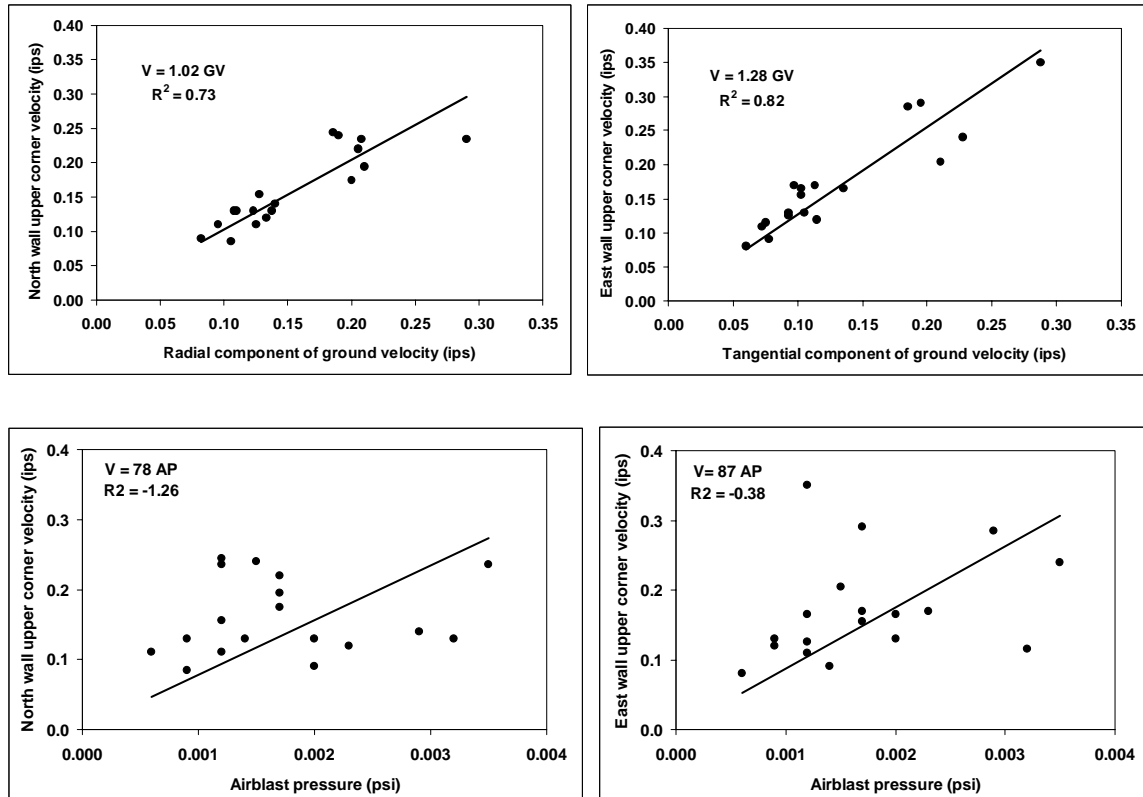 North wall upper corner velocity (ips)
0.40
0.35
0.30
0.25
0.20
0.15
0.10
0.05
0.00
V = 1.02 GV
R² = 0.73
0.00 0.05 0.10 0.15 0.20 0.25 0.30 0.35
Radial component of ground velocity (ips)
East wall upper corner velocity (ips)
0.40
0.35
0.30
0.25
0.20
0.15
0.10
0.05
0.00
V = 1.28 GV
R² = 0.82
0.00 0.05 0.10 0.15 0.20 0.25 0.30 0.35
Tangential component of ground velocity (ips)
North wall upper corner velocity (ips)
0.4
0.3
0.2
0.1
0.0
V = 78 AP
R2 = -1.26
0.000 0.001 0.002 0.003 0.004
Airblast pressure (psi)
East wall upper corner velocity (ips)
0.4
0.3
0.2
0.1
0.0
V= 87 AP
R2 = -0.38
0.000 0.001 0.002 0.003 0.004
Airblast pressure (psi)